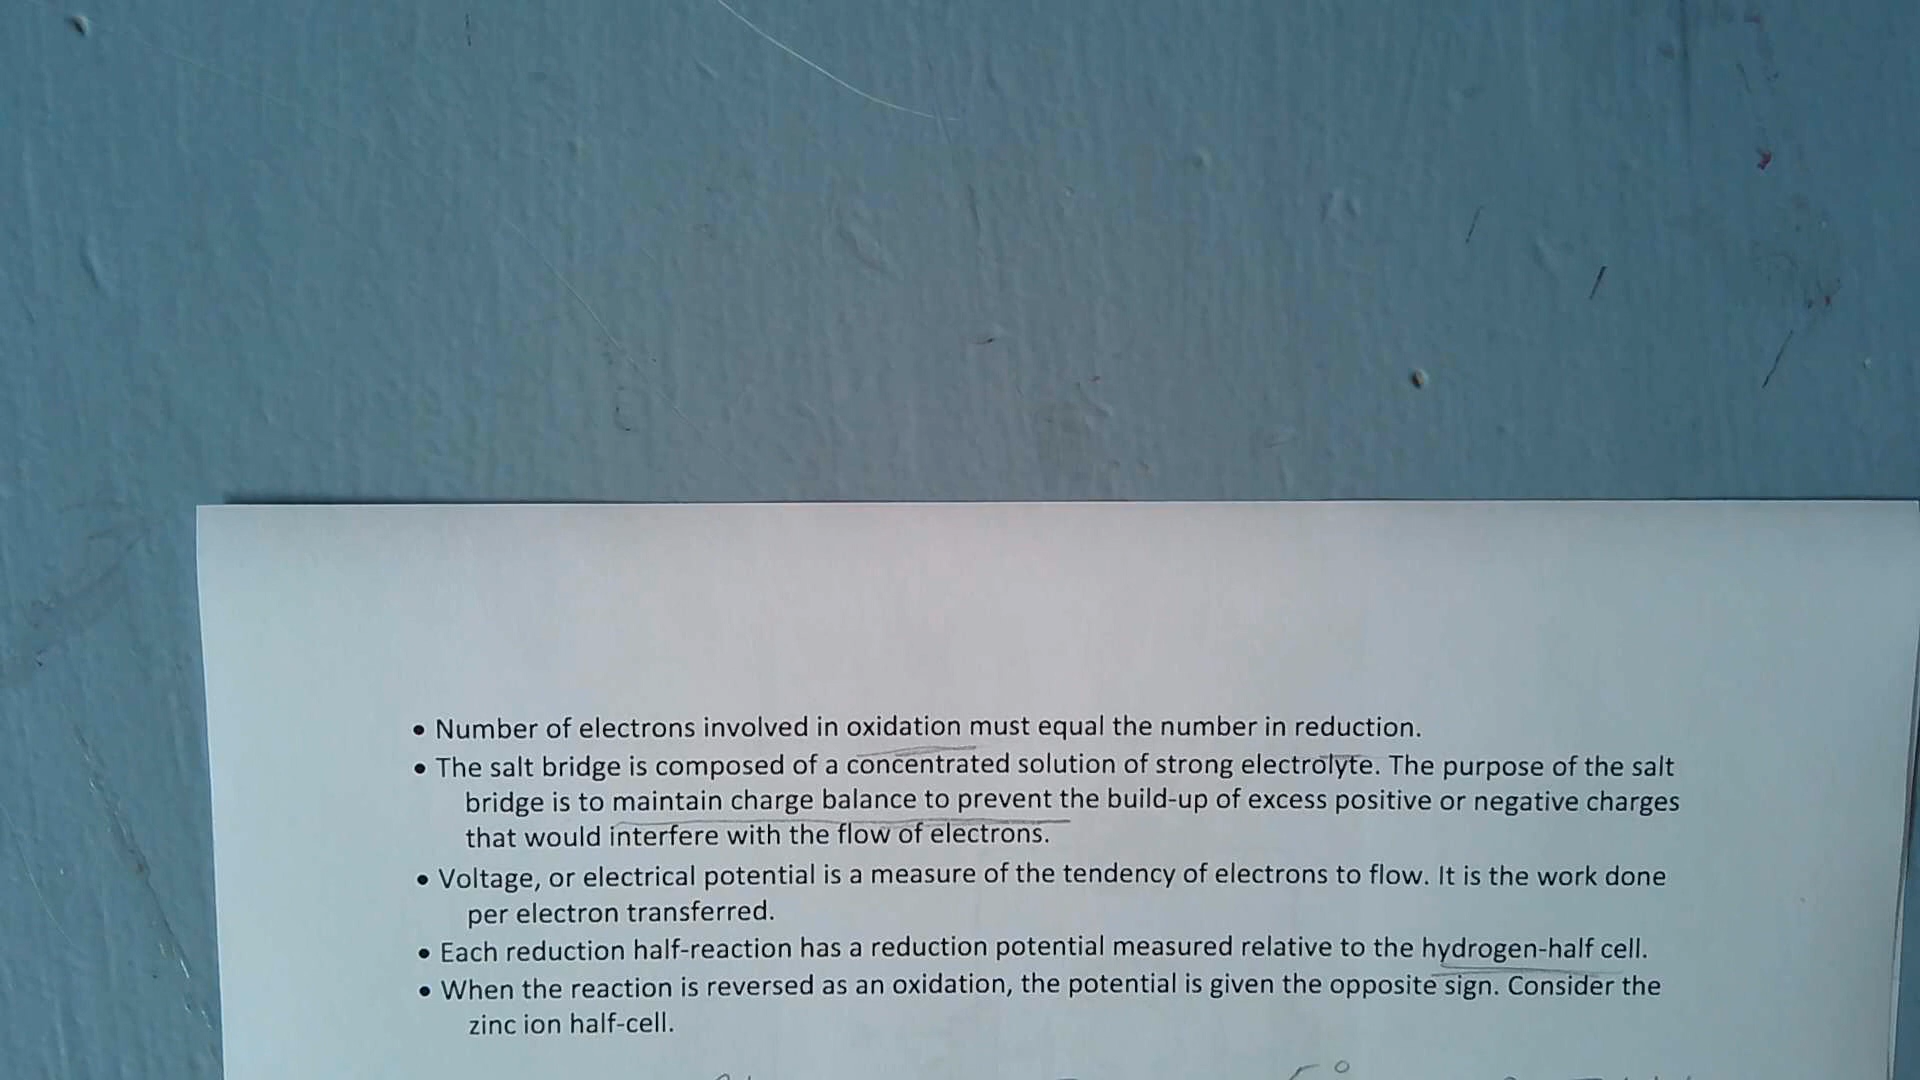 • Number of electrons involved in oxidation must equal the number in reduction.
• The salt bridge is composed of a concentrated solution of strong electrolyte. The purpose of the salt
bridge is to maintain charge balance to prevent the build-up of excess positive or negative charges
that would interfere with the flow of electrons.
• Voltage, or electrical potential is a measure of the tendency of electrons to flow. It is the work done
per electron transferred.
• Each reduction half-reaction has a reduction potential measured relative to the hydrogen-half cell.
• When the reaction is reversed as an oxidation, the potential is given the opposite sign. Consider the
zinc ion half-cell.